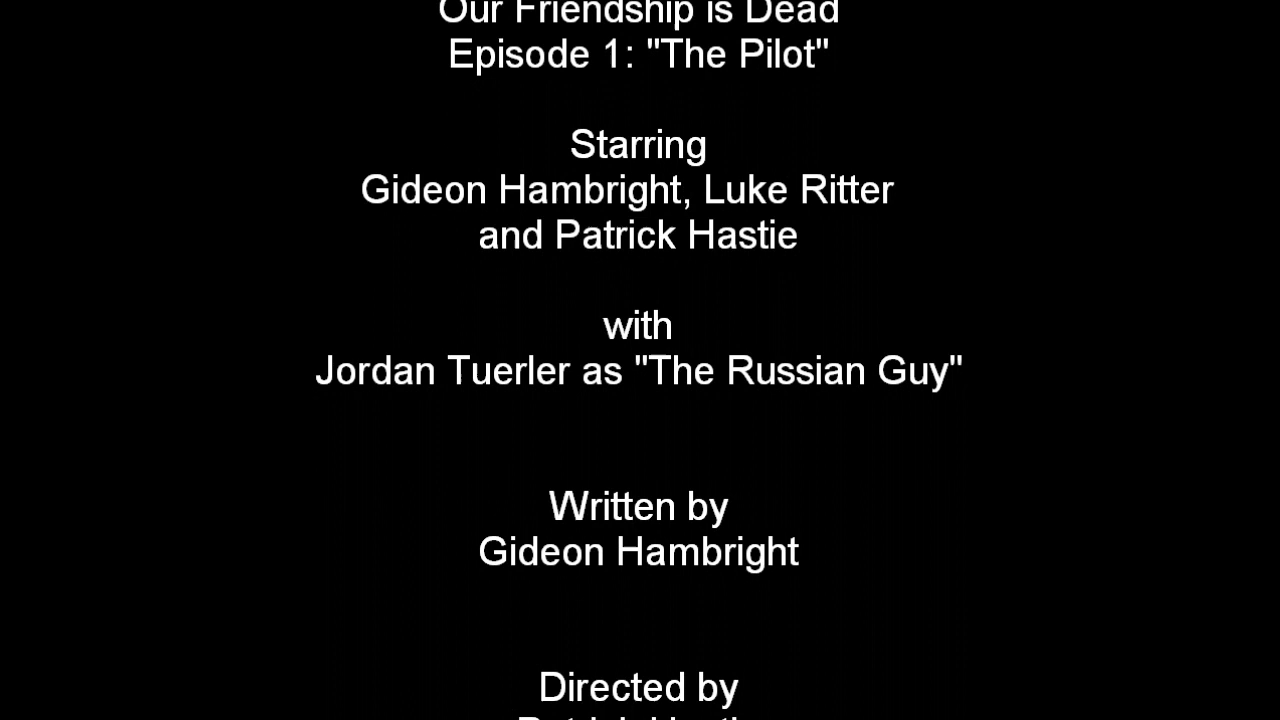 Our Friendship is Dead
Episode 1: "The Pilot"
Starring
Gideon Hambright, Luke Ritter
and Patrick Hastie
with
Jordan Tuerler as "The Russian Guy"
Written by
Gideon Hambright
Directed by